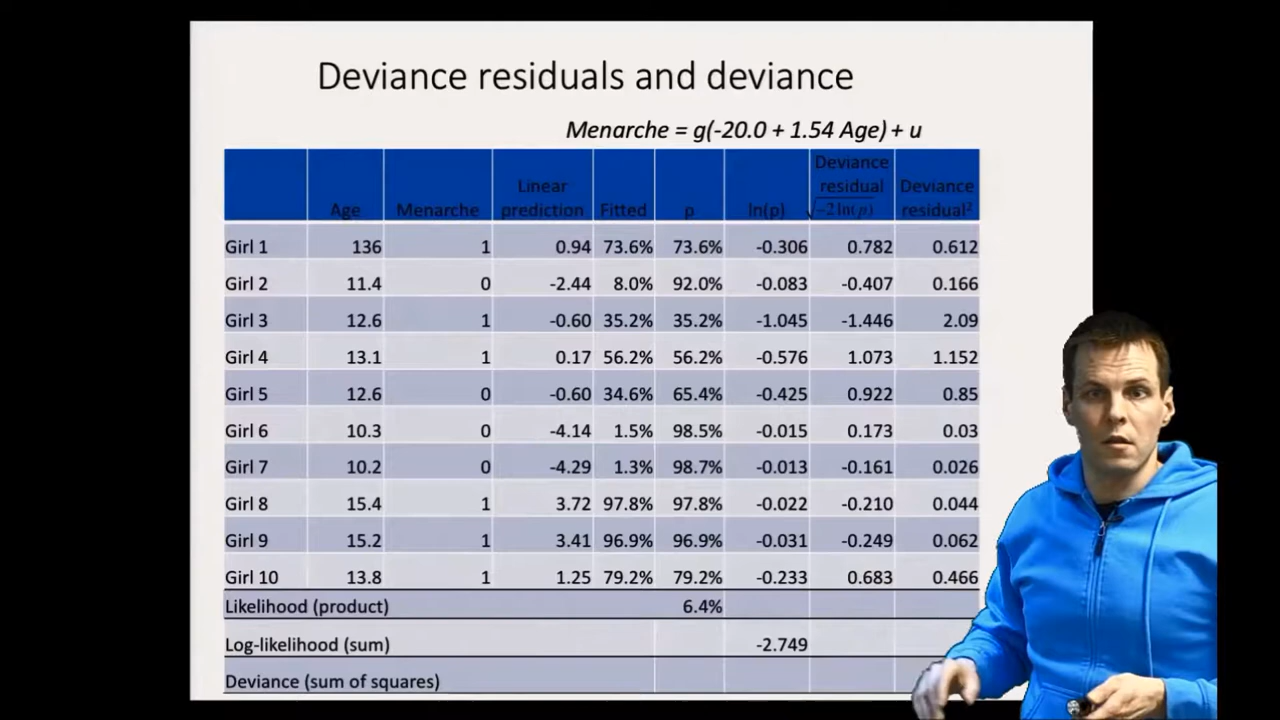 Deviance residuals and deviance
Menarche = g(-20.0 + 1.54 Age) + u
Age Menarche Linear prediction Fitted p ln(p) Deviance residual √-2 ln(p) Deviance residual²
Girl 1 136 1 0.94 73.6% 73.6% -0.306 0.782 0.612
Girl 2 11.4 0 -2.44 8.0% 92.0% -0.083 -0.407 0.166
Girl 3 12.6 1 -0.60 35.2% 35.2% -1.045 -1.446 2.09
Girl 4 13.1 1 0.17 56.2% 56.2% -0.576 1.073 1.152
Girl 5 12.6 0 -0.60 34.6% 65.4% -0.425 0.922 0.85
Girl 6 10.3 0 -4.14 1.5% 98.5% -0.015 0.173 0.03
Girl 7 10.2 0 -4.29 1.3% 98.7% -0.013 -0.161 0.026
Girl 8 15.4 1 3.72 97.8% 97.8% -0.022 -0.210 0.044
Girl 9 15.2 1 3.41 96.9% 96.9% -0.031 -0.249 0.062
Girl 10 13.8 1 1.25 79.2% 79.2% -0.233 0.683 0.466
Likelihood (product) 6.4%
Log-likelihood (sum) -2.749
Deviance (sum of squares)